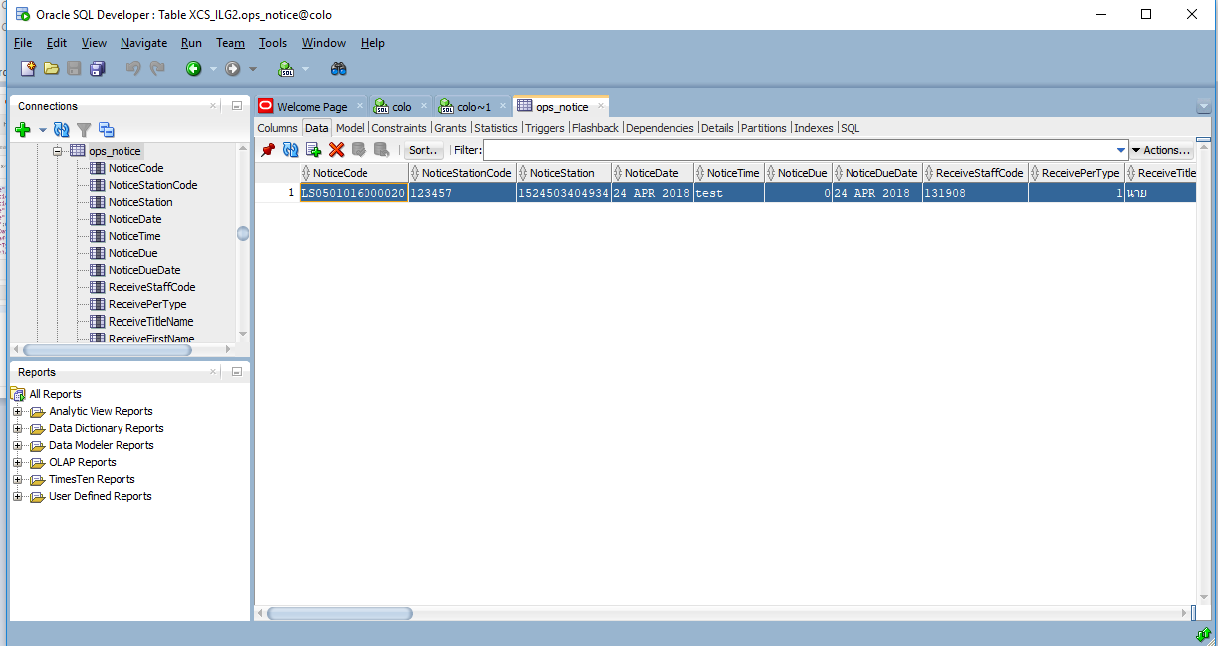 Oracle SQL Developer : Table XCS_ILG2.ops_notice@colo
File Edit View Navigate Run Team Tools Window Help
Connections
ops_notice
NoticeCode
NoticeStationCode
NoticeStation
NoticeDate
NoticeTime
NoticeDue
NoticeDueDate
ReceiveStaffCode
ReceivePerType
ReceiveTitleName
ReceiveFirstName
Reports
All Reports
Analytic View Reports
Data Dictionary Reports
Data Modeler Reports
OLAP Reports
TimesTen Reports
User Defined Reports
Welcome Page colo colo~1 ops_notice
Columns Data Model Constraints Grants Statistics Triggers Flashback Dependencies Details Partitions Indexes SQL
Sort.. Filter: Actions...
NoticeCode NoticeStationCode NoticeStation NoticeDate NoticeTime NoticeDue NoticeDueDate ReceiveStaffCode ReceivePerType ReceiveTitle
1 LS0501016000020 123457 1524503404934 24 APR 2018 test 0 24 APR 2018 131908 1 นาย